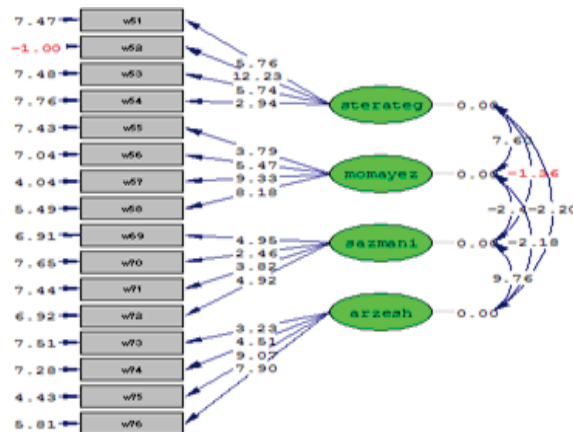 7.47 w51
-1.00 w52
7.48 w53
7.76 w54
7.43 w55
7.04 w56
4.04 w57
5.49 w58
6.91 w69
7.65 w70
7.44 w71
6.92 w72
7.51 w73
7.28 w74
4.43 w75
5.81 w76
5.76
12.23
5.74
2.94
3.79
5.47
9.33
8.18
4.95
2.46
3.82
4.92
3.23
4.51
9.07
7.90
sterateg 0.00
momayez 0.00
sazmani 0.00
arzesh 0.00
-1.36
-2.20
-2.18
9.76